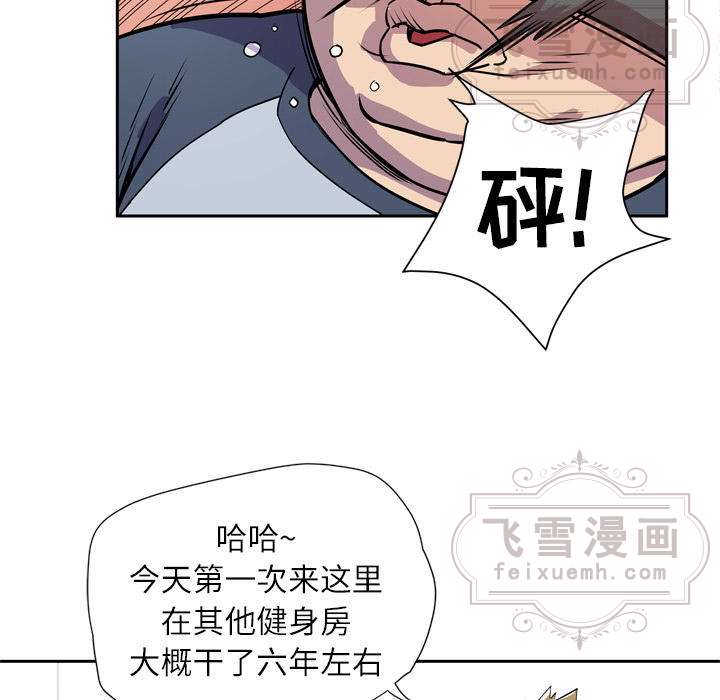 飞雪漫画
feixuemh.com
砰!
飞雪漫画
feixuemh.com
哈哈~
今天第一次来这里
在其他健身房
大概干了六年左右